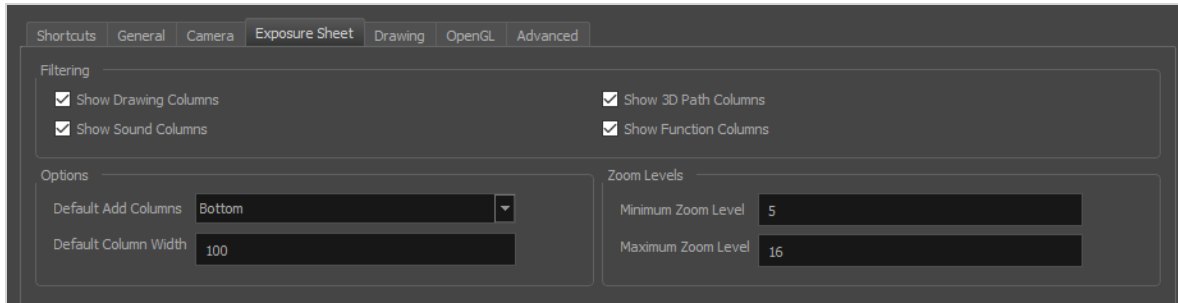 Shortcuts General Camera Exposure Sheet Drawing OpenGL Advanced
Filtering
Show Drawing Columns Show 3D Path Columns
Show Sound Columns Show Function Columns
Options
Default Add Columns Bottom
Default Column Width 100
Zoom Levels
Minimum Zoom Level 5
Maximum Zoom Level 16